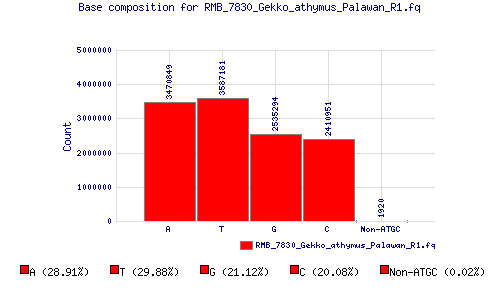 Base composition for RMB_7830_Gekko_athymus_Palawan_R1.fq
5000000
4000000
3000000
2000000
1000000
0
Count
3470849
3587181
2535294
2410951
1920
A T G C Non-ATGC
RMB_7830_Gekko_athymus_Palawan_R1.fq
A (28.91%) T (29.88%) G (21.12%) C (20.08%) Non-ATGC (0.02%)